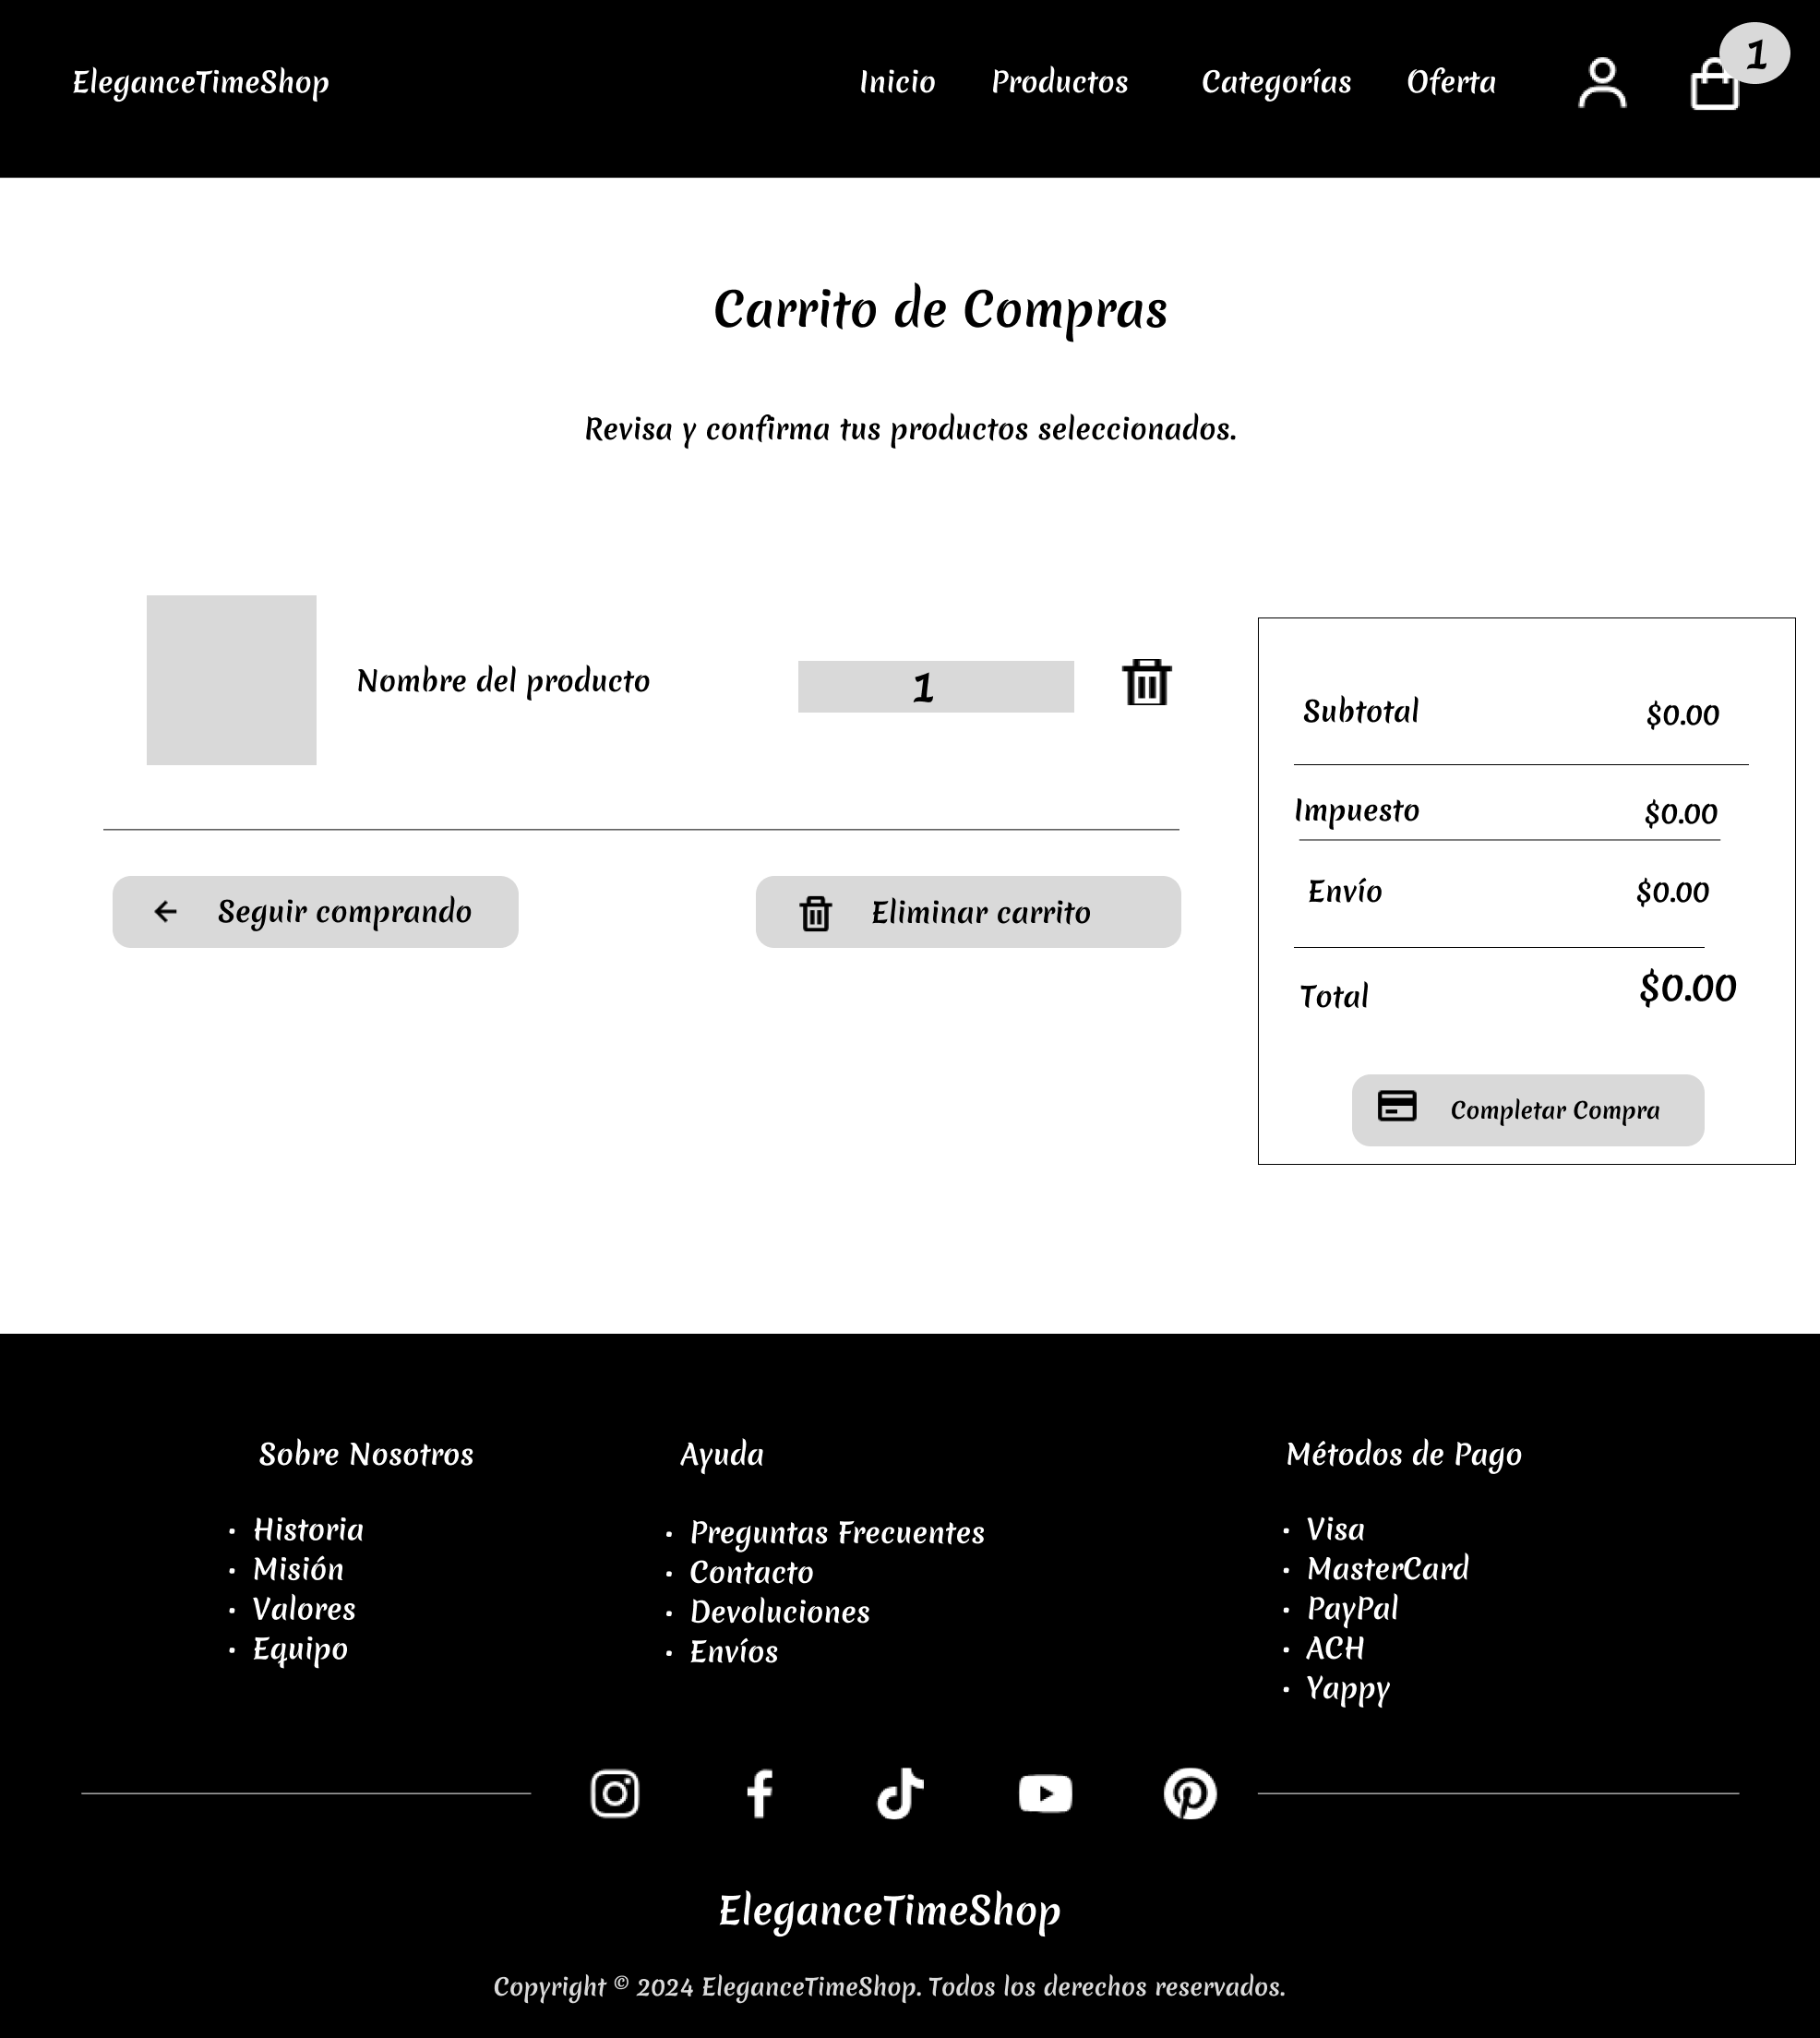 EleganceTimeShop Inicio Productos Categorías Oferta 1
Carrito de Compras
Revisa y confirma tus productos seleccionados.
Nombre del producto 1
Seguir comprando Eliminar carrito
Subtotal $0.00
Impuesto $0.00
Envío $0.00
Total $0.00
Completar Compra
Sobre Nosotros
• Historia
• Misión
• Valores
• Equipo
Ayuda
• Preguntas Frecuentes
• Contacto
• Devoluciones
• Envíos
Métodos de Pago
• Visa
• MasterCard
• PayPal
• ACH
• Yappy
EleganceTimeShop
Copyright © 2024 EleganceTimeShop. Todos los derechos reservados.